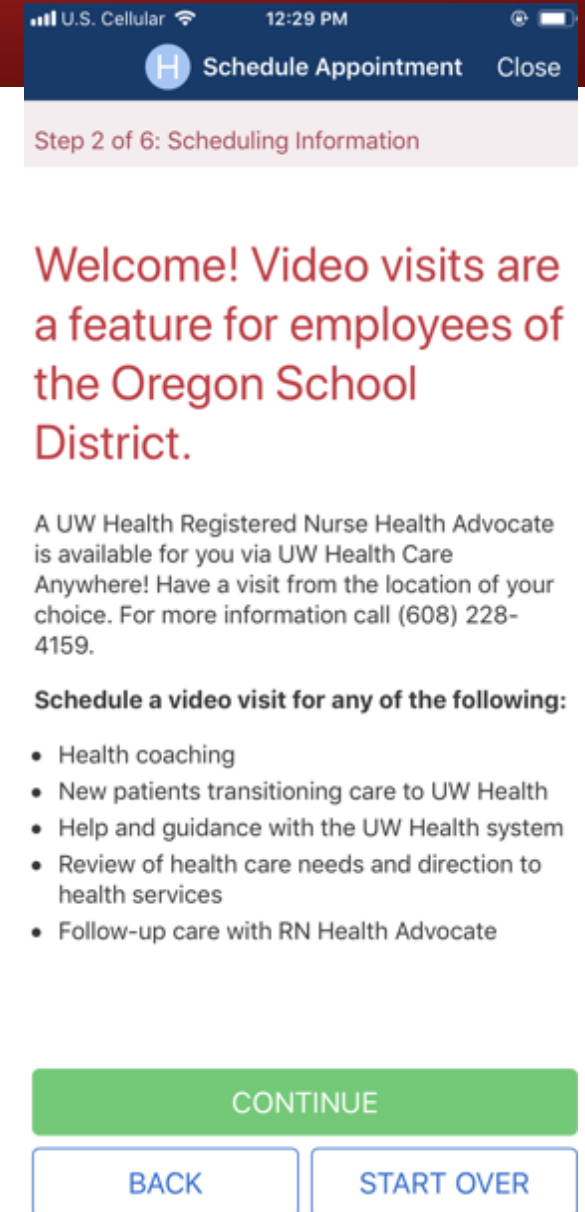 U.S. Cellular 12:29 PM
H Schedule Appointment Close
Step 2 of 6: Scheduling Information
Welcome! Video visits are
a feature for employees of
the Oregon School
District.
A UW Health Registered Nurse Health Advocate
is available for you via UW Health Care
Anywhere! Have a visit from the location of your
choice. For more information call (608) 228-
4159.
Schedule a video visit for any of the following:
• Health coaching
• New patients transitioning care to UW Health
• Help and guidance with the UW Health system
• Review of health care needs and direction to
health services
• Follow-up care with RN Health Advocate
CONTINUE
BACK START OVER